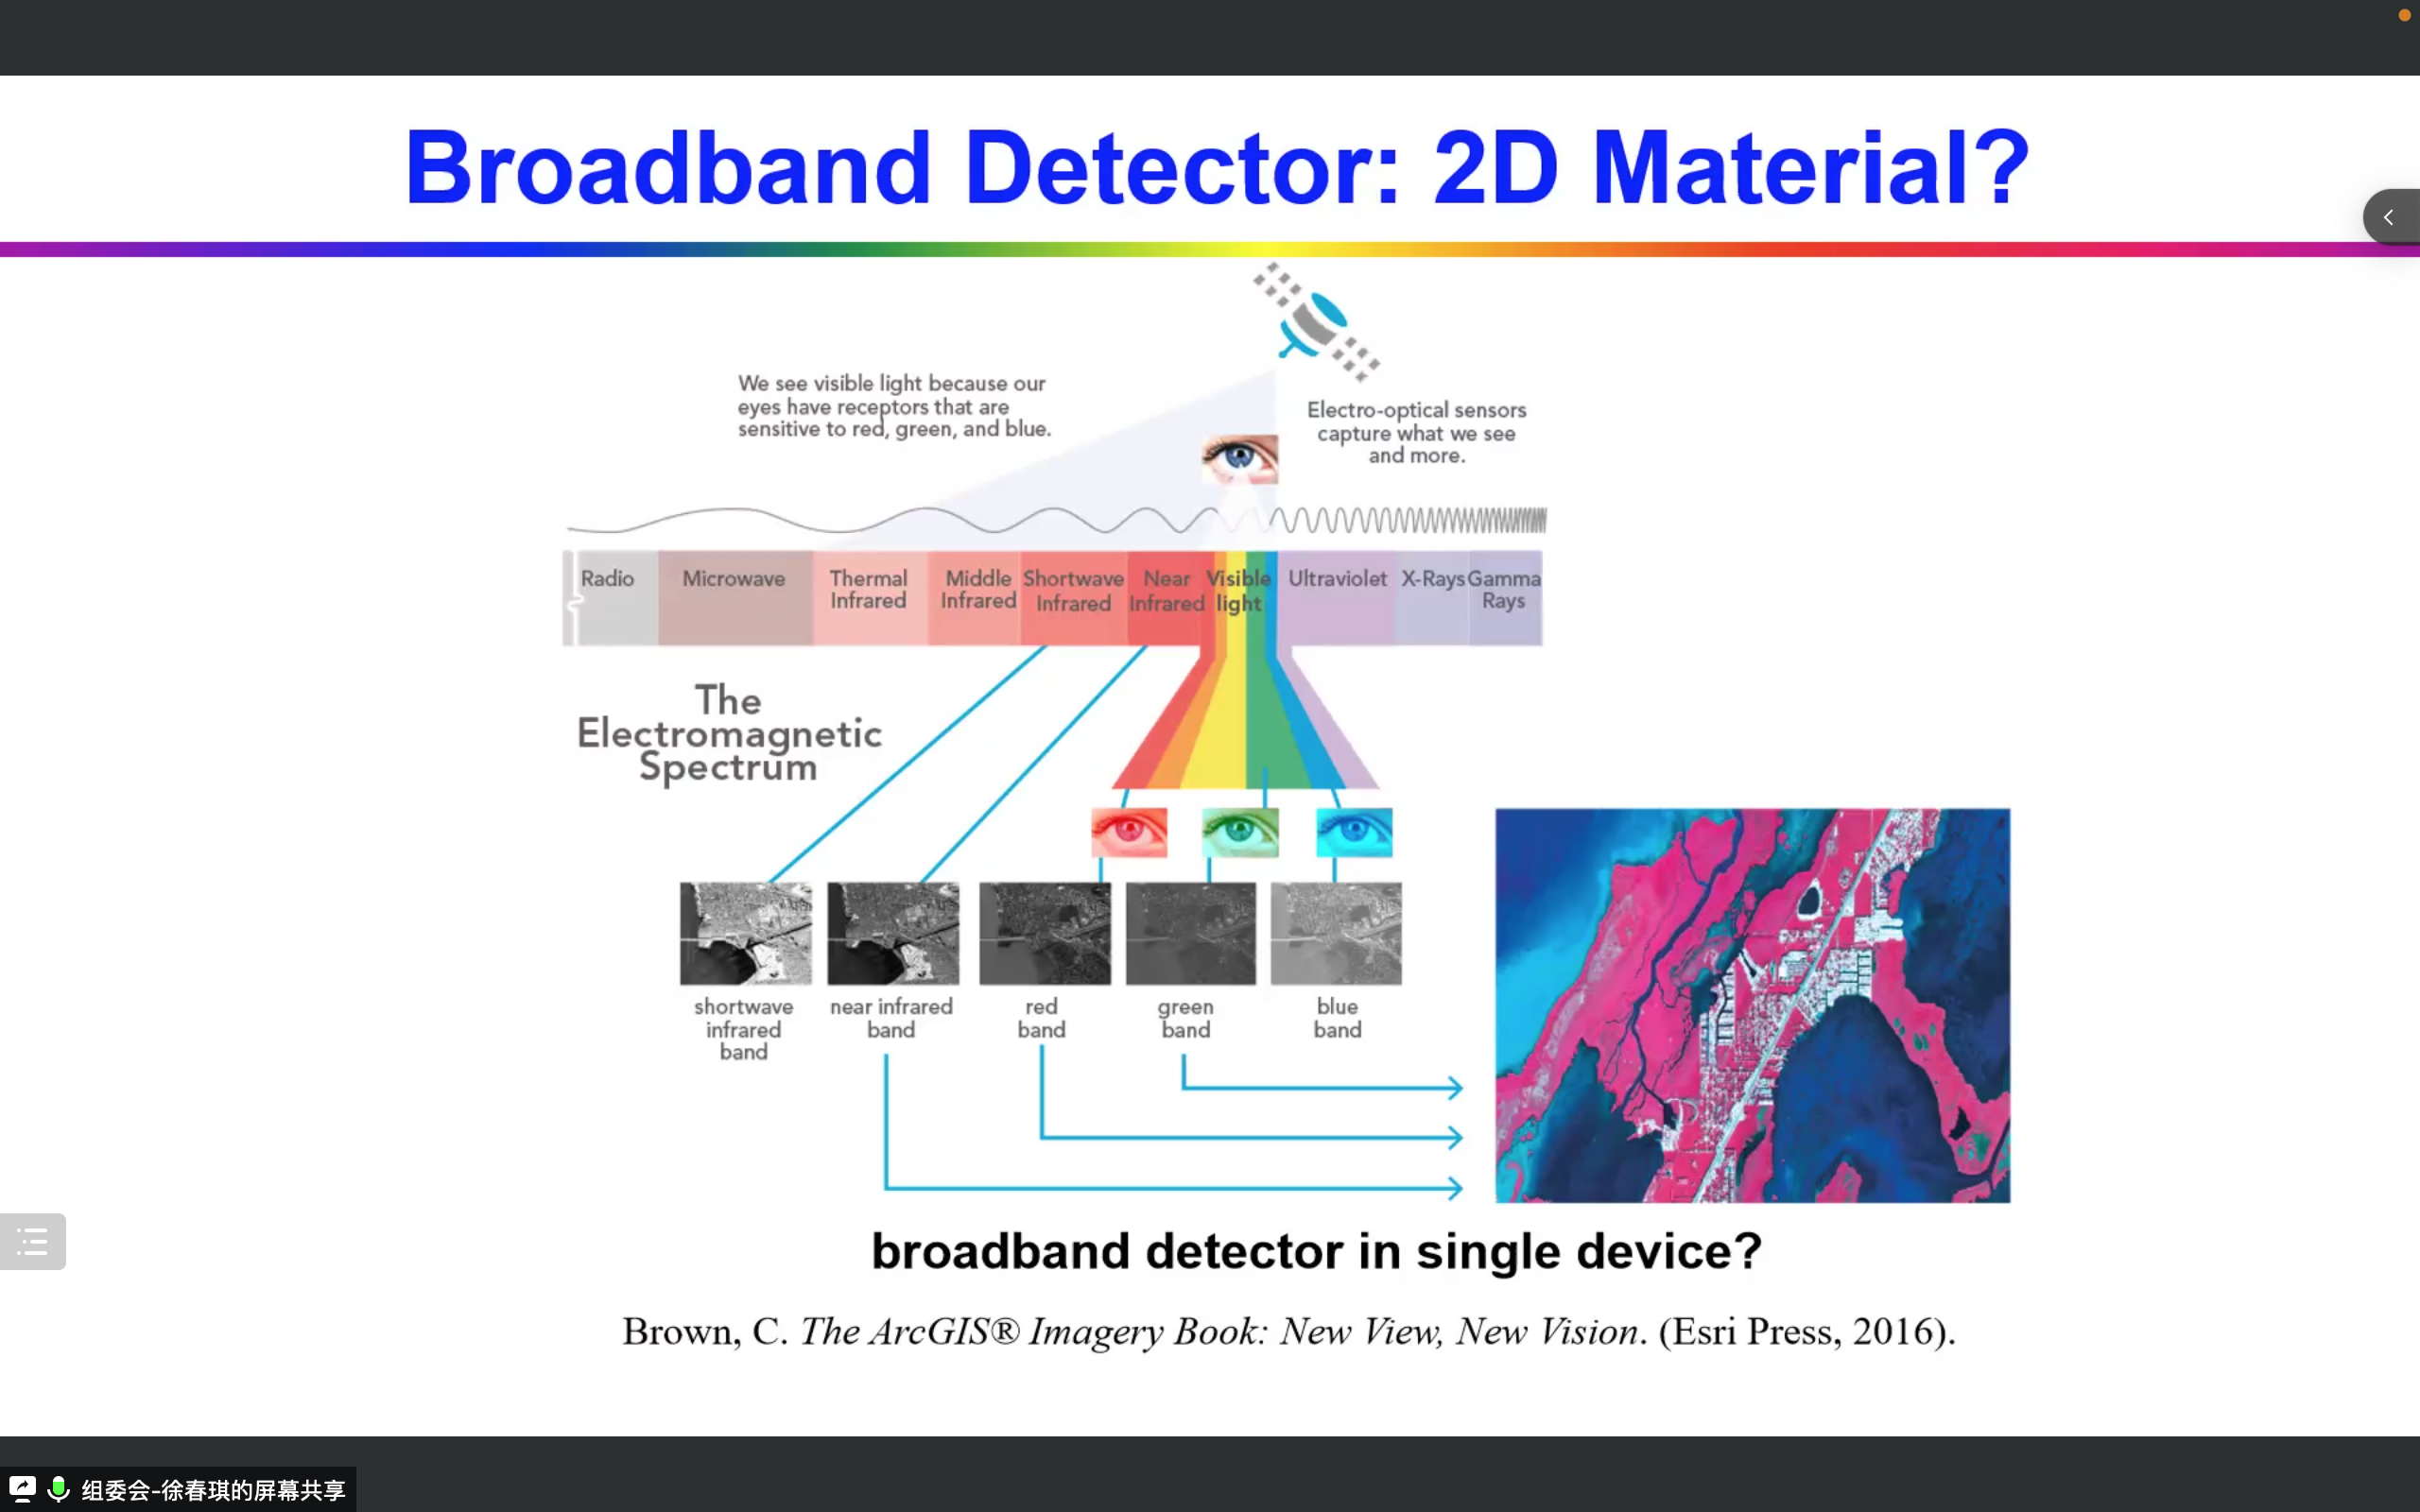 Broadband Detector: 2D Material?
We see visible light because our
eyes have receptors that are
sensitive to red, green, and blue.
Electro-optical sensors
capture what we see
and more.
Radio
Microwave
Thermal
Infrared
Middle
Infrared
Shortwave
Infrared
Near
Infrared
Visible
light
Ultraviolet
X-Rays
Gamma
Rays
The
Electromagnetic
Spectrum
shortwave
infrared
band
near infrared
band
red
band
green
band
blue
band
broadband detector in single device?
Brown, C. The ArcGIS® Imagery Book: New View, New Vision. (Esri Press, 2016).
组委会-徐春琪的屏幕共享